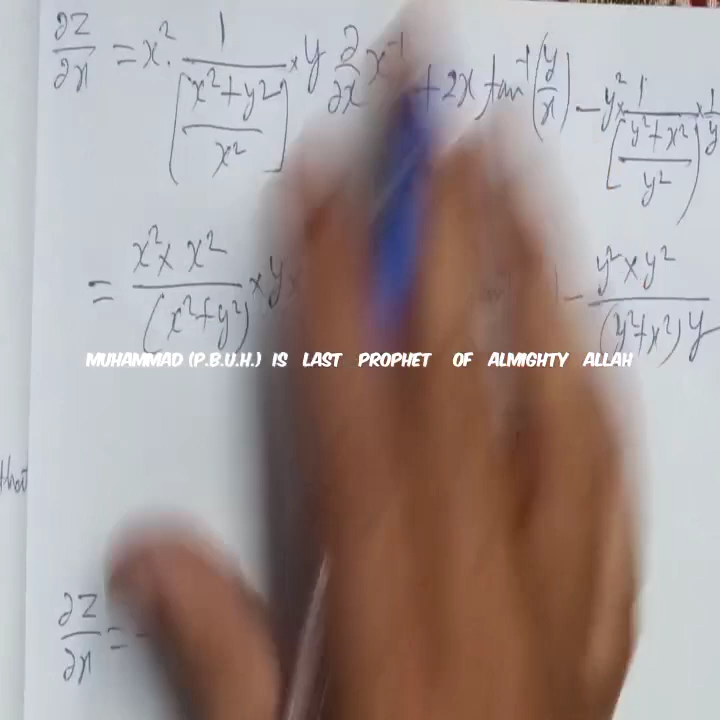 ∂z/∂x = x². 1/[(x²+y²)/x²] × y ∂/∂x x⁻¹ + 2x tan⁻¹(y/x) - y² × 1/[(y²+x²)/y²] × 1/y
= x² × x²/(x²+y²) × y × - y² × y²/(y²+x²)y
MUHAMMAD (P.B.U.H.) IS LAST PROPHET OF ALMIGHTY ALLAH
that
∂z/∂x = -